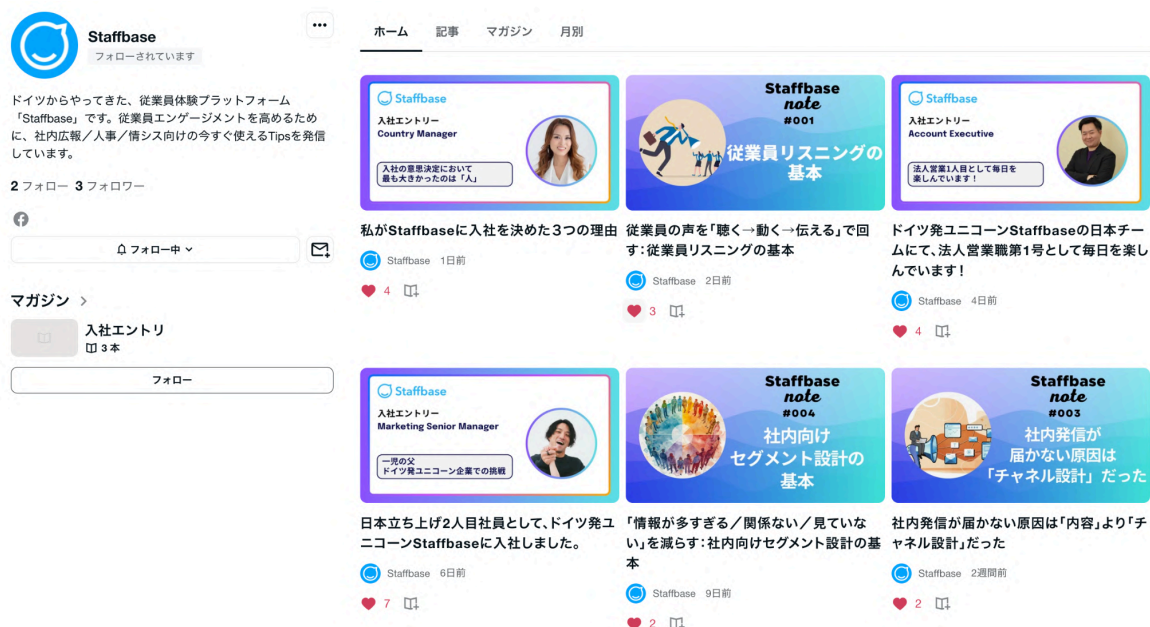 Staffbase
フォローされています
ドイツからやってきた、従業員体験プラットフォーム
「Staffbase」です。従業員エンゲージメントを高めるため
に、社内広報／人事／情シス向けの今すぐ使えるTipsを発信
しています。
2 フォロー 3 フォロワー
フォロー中
マガジン
入社エントリ
3 本
フォロー
ホーム 記事 マガジン 月別
Staffbase
入社エントリー
Country Manager
入社の意思決定において
最も大きかったのは「人」
私がStaffbaseに入社を決めた３つの理由
Staffbase 1日前
4
Staffbase
note
#001
従業員リスニングの
基本
従業員の声を「聴く→動く→伝える」で回
す：従業員リスニングの基本
Staffbase 2日前
3
Staffbase
入社エントリー
Account Executive
法人営業1人目として毎日を
楽しんでいます！
ドイツ発ユニコーンStaffbaseの日本チー
ムにて、法人営業職第1号として毎日を楽し
んでいます！
Staffbase 4日前
4
Staffbase
入社エントリー
Marketing Senior Manager
一児の父
ドイツ発ユニコーン企業での挑戦
日本立ち上げ2人目社員として、ドイツ発ユ
ニコーンStaffbaseに入社しました。
Staffbase 6日前
7
Staffbase
note
#004
社内向け
セグメント設計の
基本
「情報が多すぎる／関係ない／見ていな
い」を減らす：社内向けセグメント設計の基
本
Staffbase 9日前
2
Staffbase
note
#003
社内発信が
届かない原因は
「チャネル設計」だった
社内発信が届かない原因は「内容」より「チ
ャネル設計」だった
Staffbase 2週間前
2